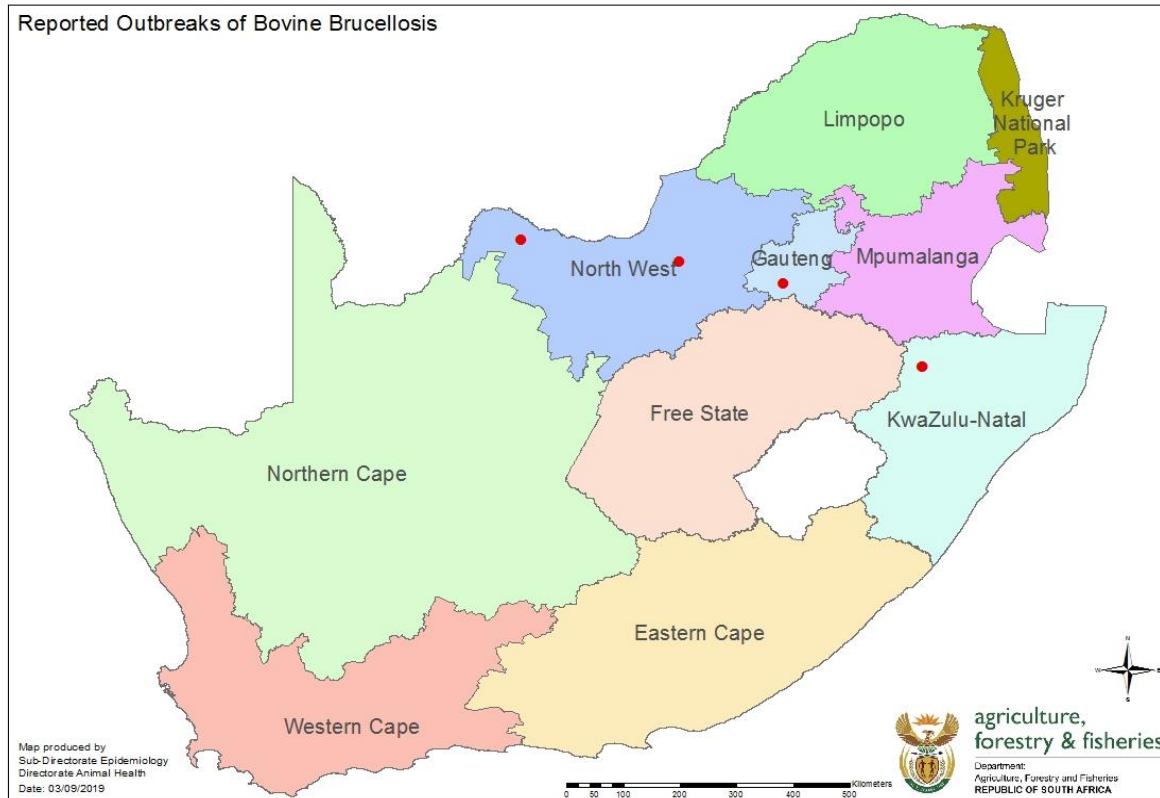 Reported Outbreaks of Bovine Brucellosis
Limpopo
Kruger
National
Park
North West
Gauteng
Mpumalanga
Free State
KwaZulu-Natal
Northern Cape
Eastern Cape
Western Cape
N
W
E
S
Map produced by
Sub-Directorate Epidemiology
Directorate Animal Health
Date: 03/09/2019
Kilometers
0 50 100 200 300 400 500
agriculture,
forestry & fisheries
Department:
Agriculture, Forestry and Fisheries
REPUBLIC OF SOUTH AFRICA